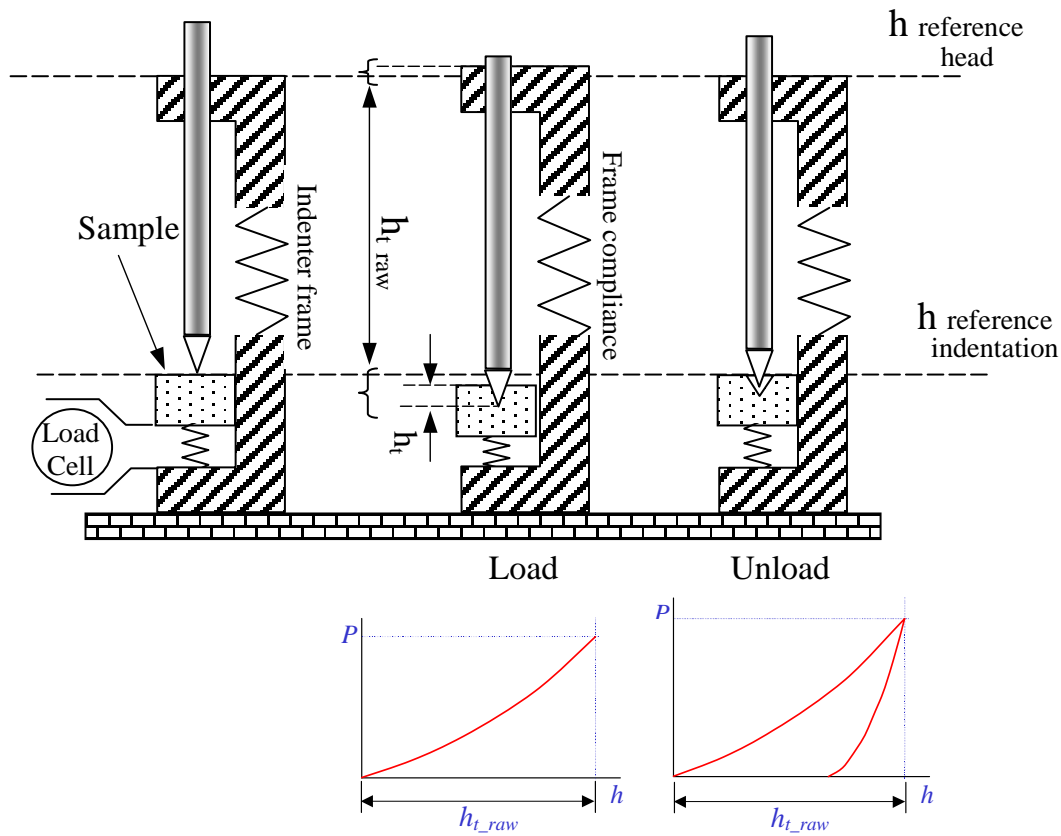 h reference
head
Indenter frame
h t raw
Frame compliance
Sample
h reference
indentation
Load
Cell
h t
Load
Unload
P
h
h t_raw
P
h
h t_raw